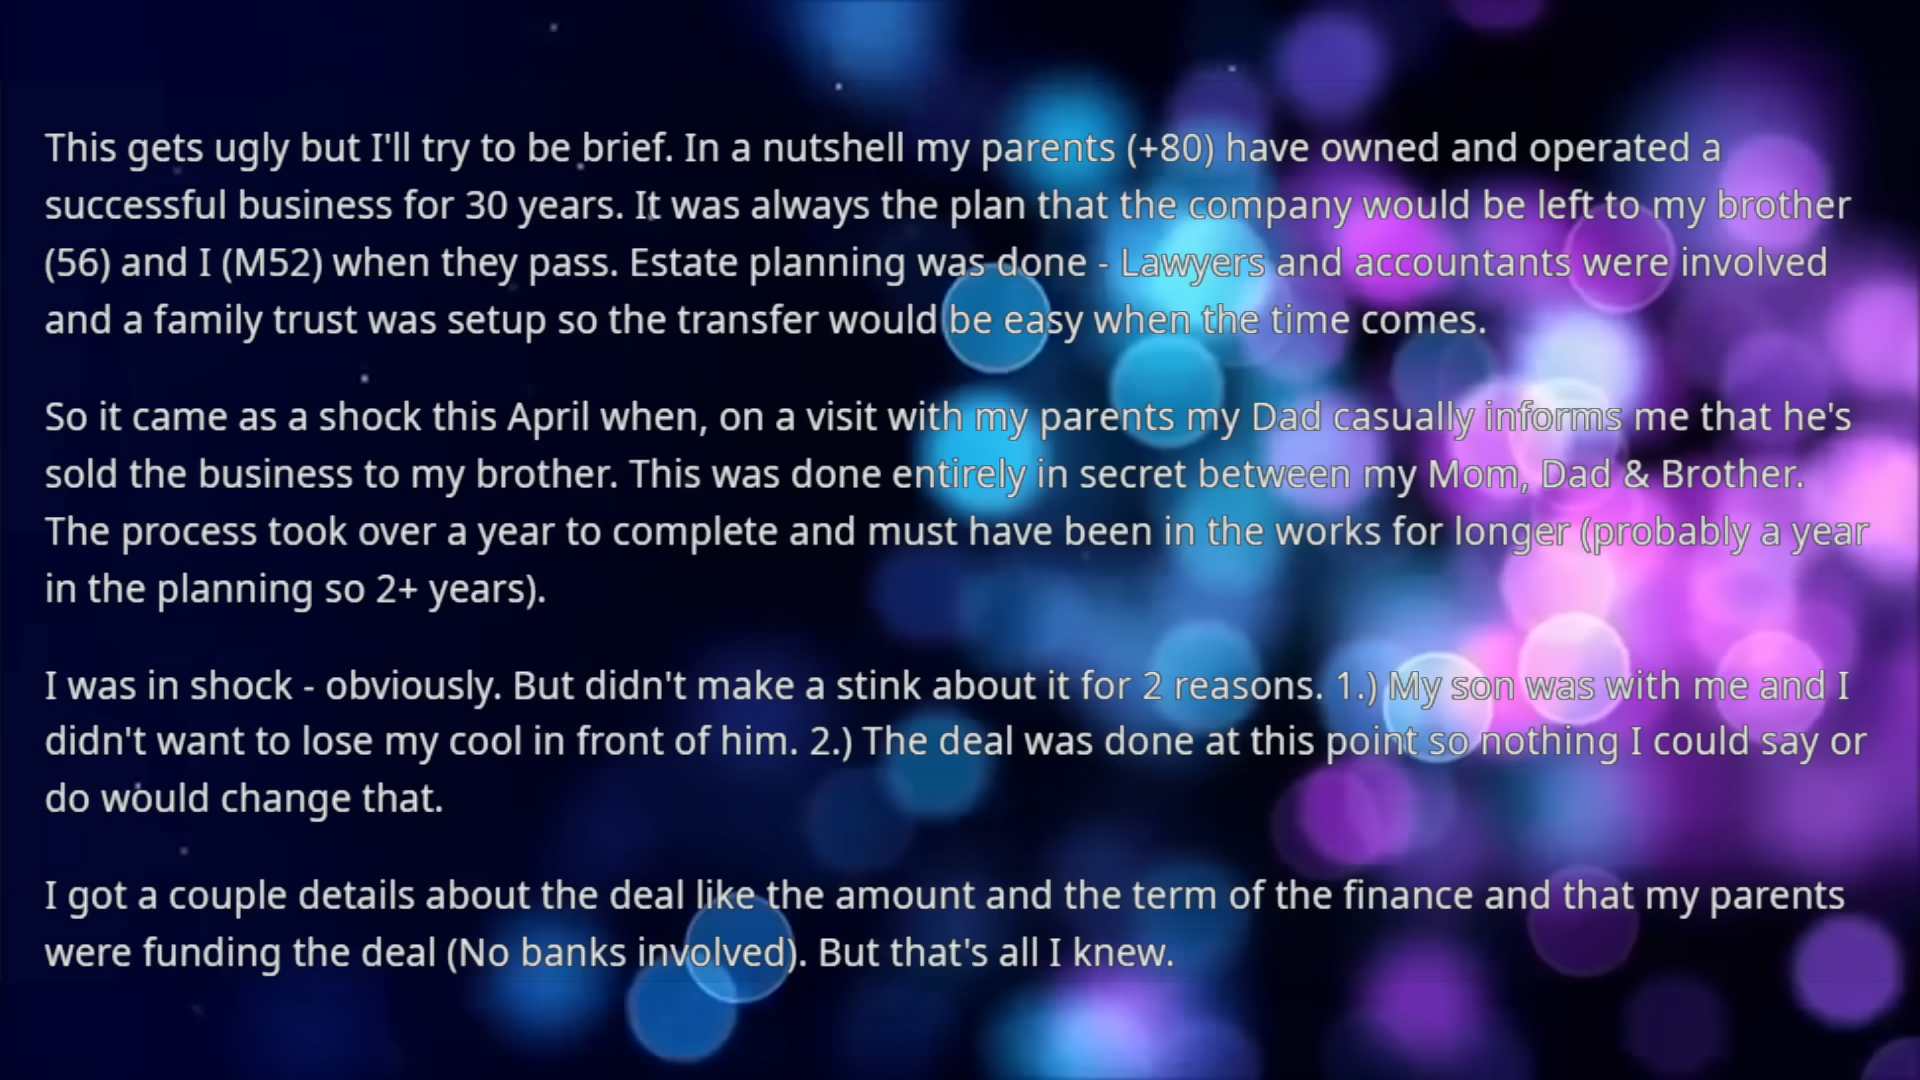 This gets ugly but I'll try to be brief. In a nutshell my parents (+80) have owned and operated a
successful business for 30 years. It was always the plan that the company would be left to my brother
(56) and I (M52) when they pass. Estate planning was done - Lawyers and accountants were involved
and a family trust was setup so the transfer would be easy when the time comes.
So it came as a shock this April when, on a visit with my parents my Dad casually informs me that he's
sold the business to my brother. This was done entirely in secret between my Mom, Dad & Brother.
The process took over a year to complete and must have been in the works for longer (probably a year
in the planning so 2+ years).
I was in shock - obviously. But didn't make a stink about it for 2 reasons. 1.) My son was with me and I
didn't want to lose my cool in front of him. 2.) The deal was done at this point so nothing I could say or
do would change that.
I got a couple details about the deal like the amount and the term of the finance and that my parents
were funding the deal (No banks involved). But that's all I knew.